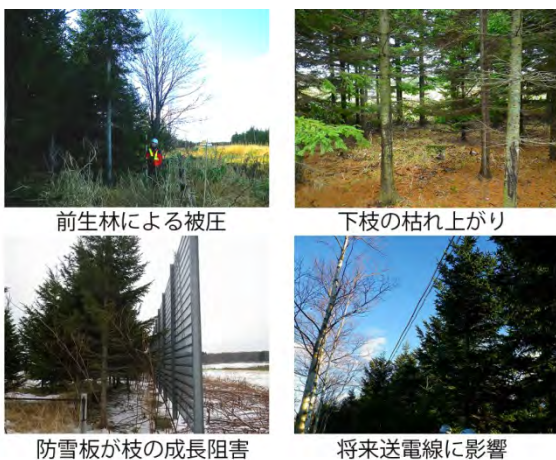 前生林による被圧
下枝の枯れ上がり
防雪板が枝の成長阻害
将来送電線に影響